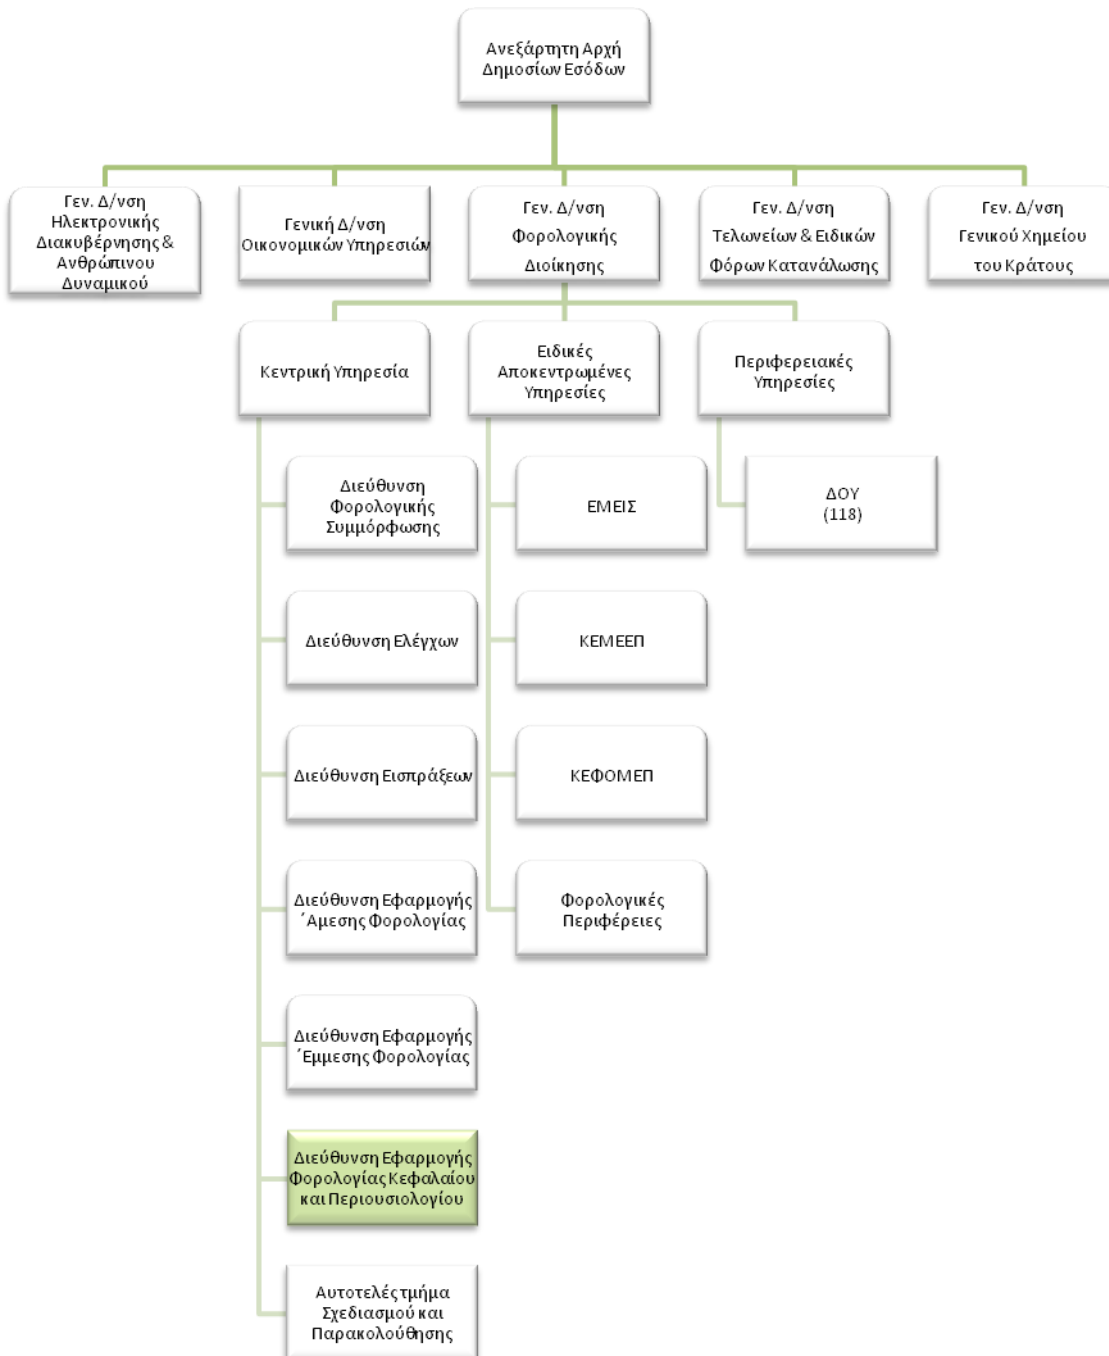 Ανεξάρτητη Αρχή
Δημοσίων Εσόδων
Γεν. Δ/νση
Ηλεκτρονικής
Διακυβέρνησης &
Ανθρώπινου
Δυναμικού
Γενική Δ/νση
Οικονομικών Υπηρεσιών
Γεν. Δ/νση
Φορολογικής
Διοίκησης
Γεν. Δ/νση
Τελωνείων & Ειδικών
Φόρων Κατανάλωσης
Γεν. Δ/νση
Γενικού Χημείου
του Κράτους
Κεντρική Υπηρεσία
Ειδικές
Αποκεντρωμένες
Υπηρεσίες
Περιφερειακές
Υπηρεσίες
Διεύθυνση
Φορολογικής
Συμμόρφωσης
Διεύθυνση Ελέγχων
Διεύθυνση Εισπράξεων
Διεύθυνση Εφαρμογής
΄Αμεσης Φορολογίας
Διεύθυνση Εφαρμογής
΄Εμμεσης Φορολογίας
Διεύθυνση Εφαρμογής
Φορολογίας Κεφαλαίου
και Περιουσιολογίου
Αυτοτελές τμήμα
Σχεδιασμού και
Παρακολούθησης
ΕΜΕΙΣ
ΚΕΜΕΕΠ
ΚΕΦΟΜΕΠ
Φορολογικές
Περιφέρειες
ΔΟΥ
(118)